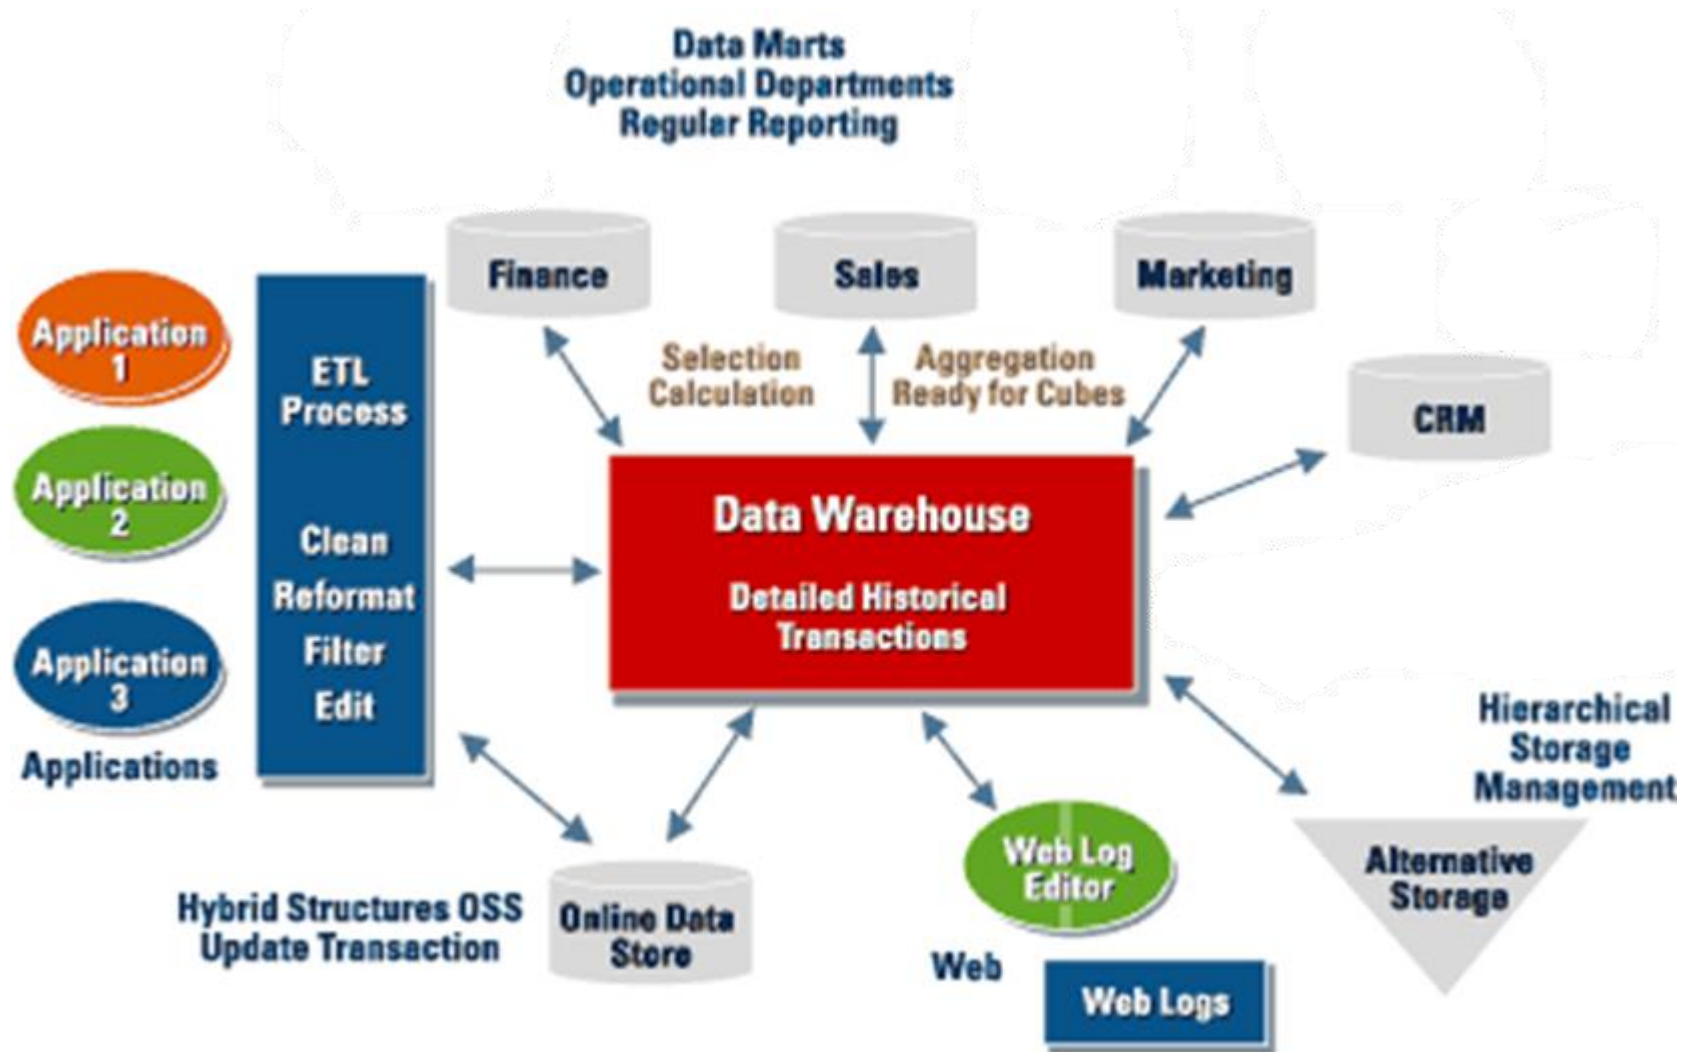 Data Marts
Operational Departments
Regular Reporting
Finance
Sales
Marketing
CRM
Selection
Calculation
Aggregation
Ready for Cubes
Application
1
Application
2
Application
3
Applications
ETL
Process
Clean
Reformat
Filter
Edit
Data Warehouse
Detailed Historical
Transactions
Hybrid Structures OSS
Update Transaction
Online Data
Store
Web Log
Editor
Web
Web Logs
Hierarchical
Storage
Management
Alternative
Storage